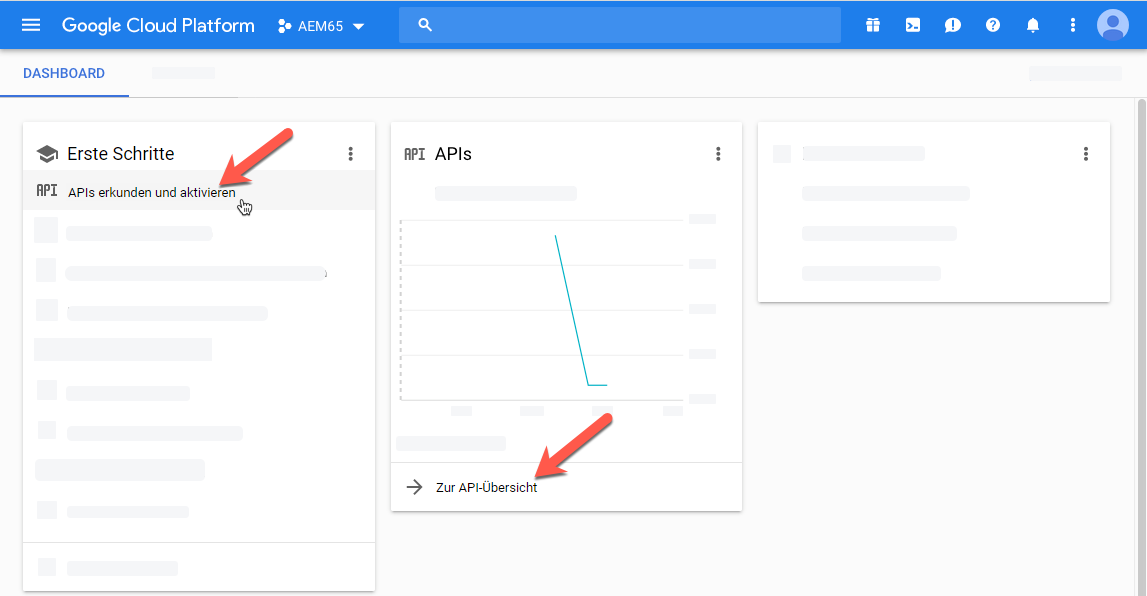 Google Cloud Platform
AEM65
DASHBOARD
Erste Schritte
API APIs erkunden und aktivieren
API APIs
Zur API-Übersicht